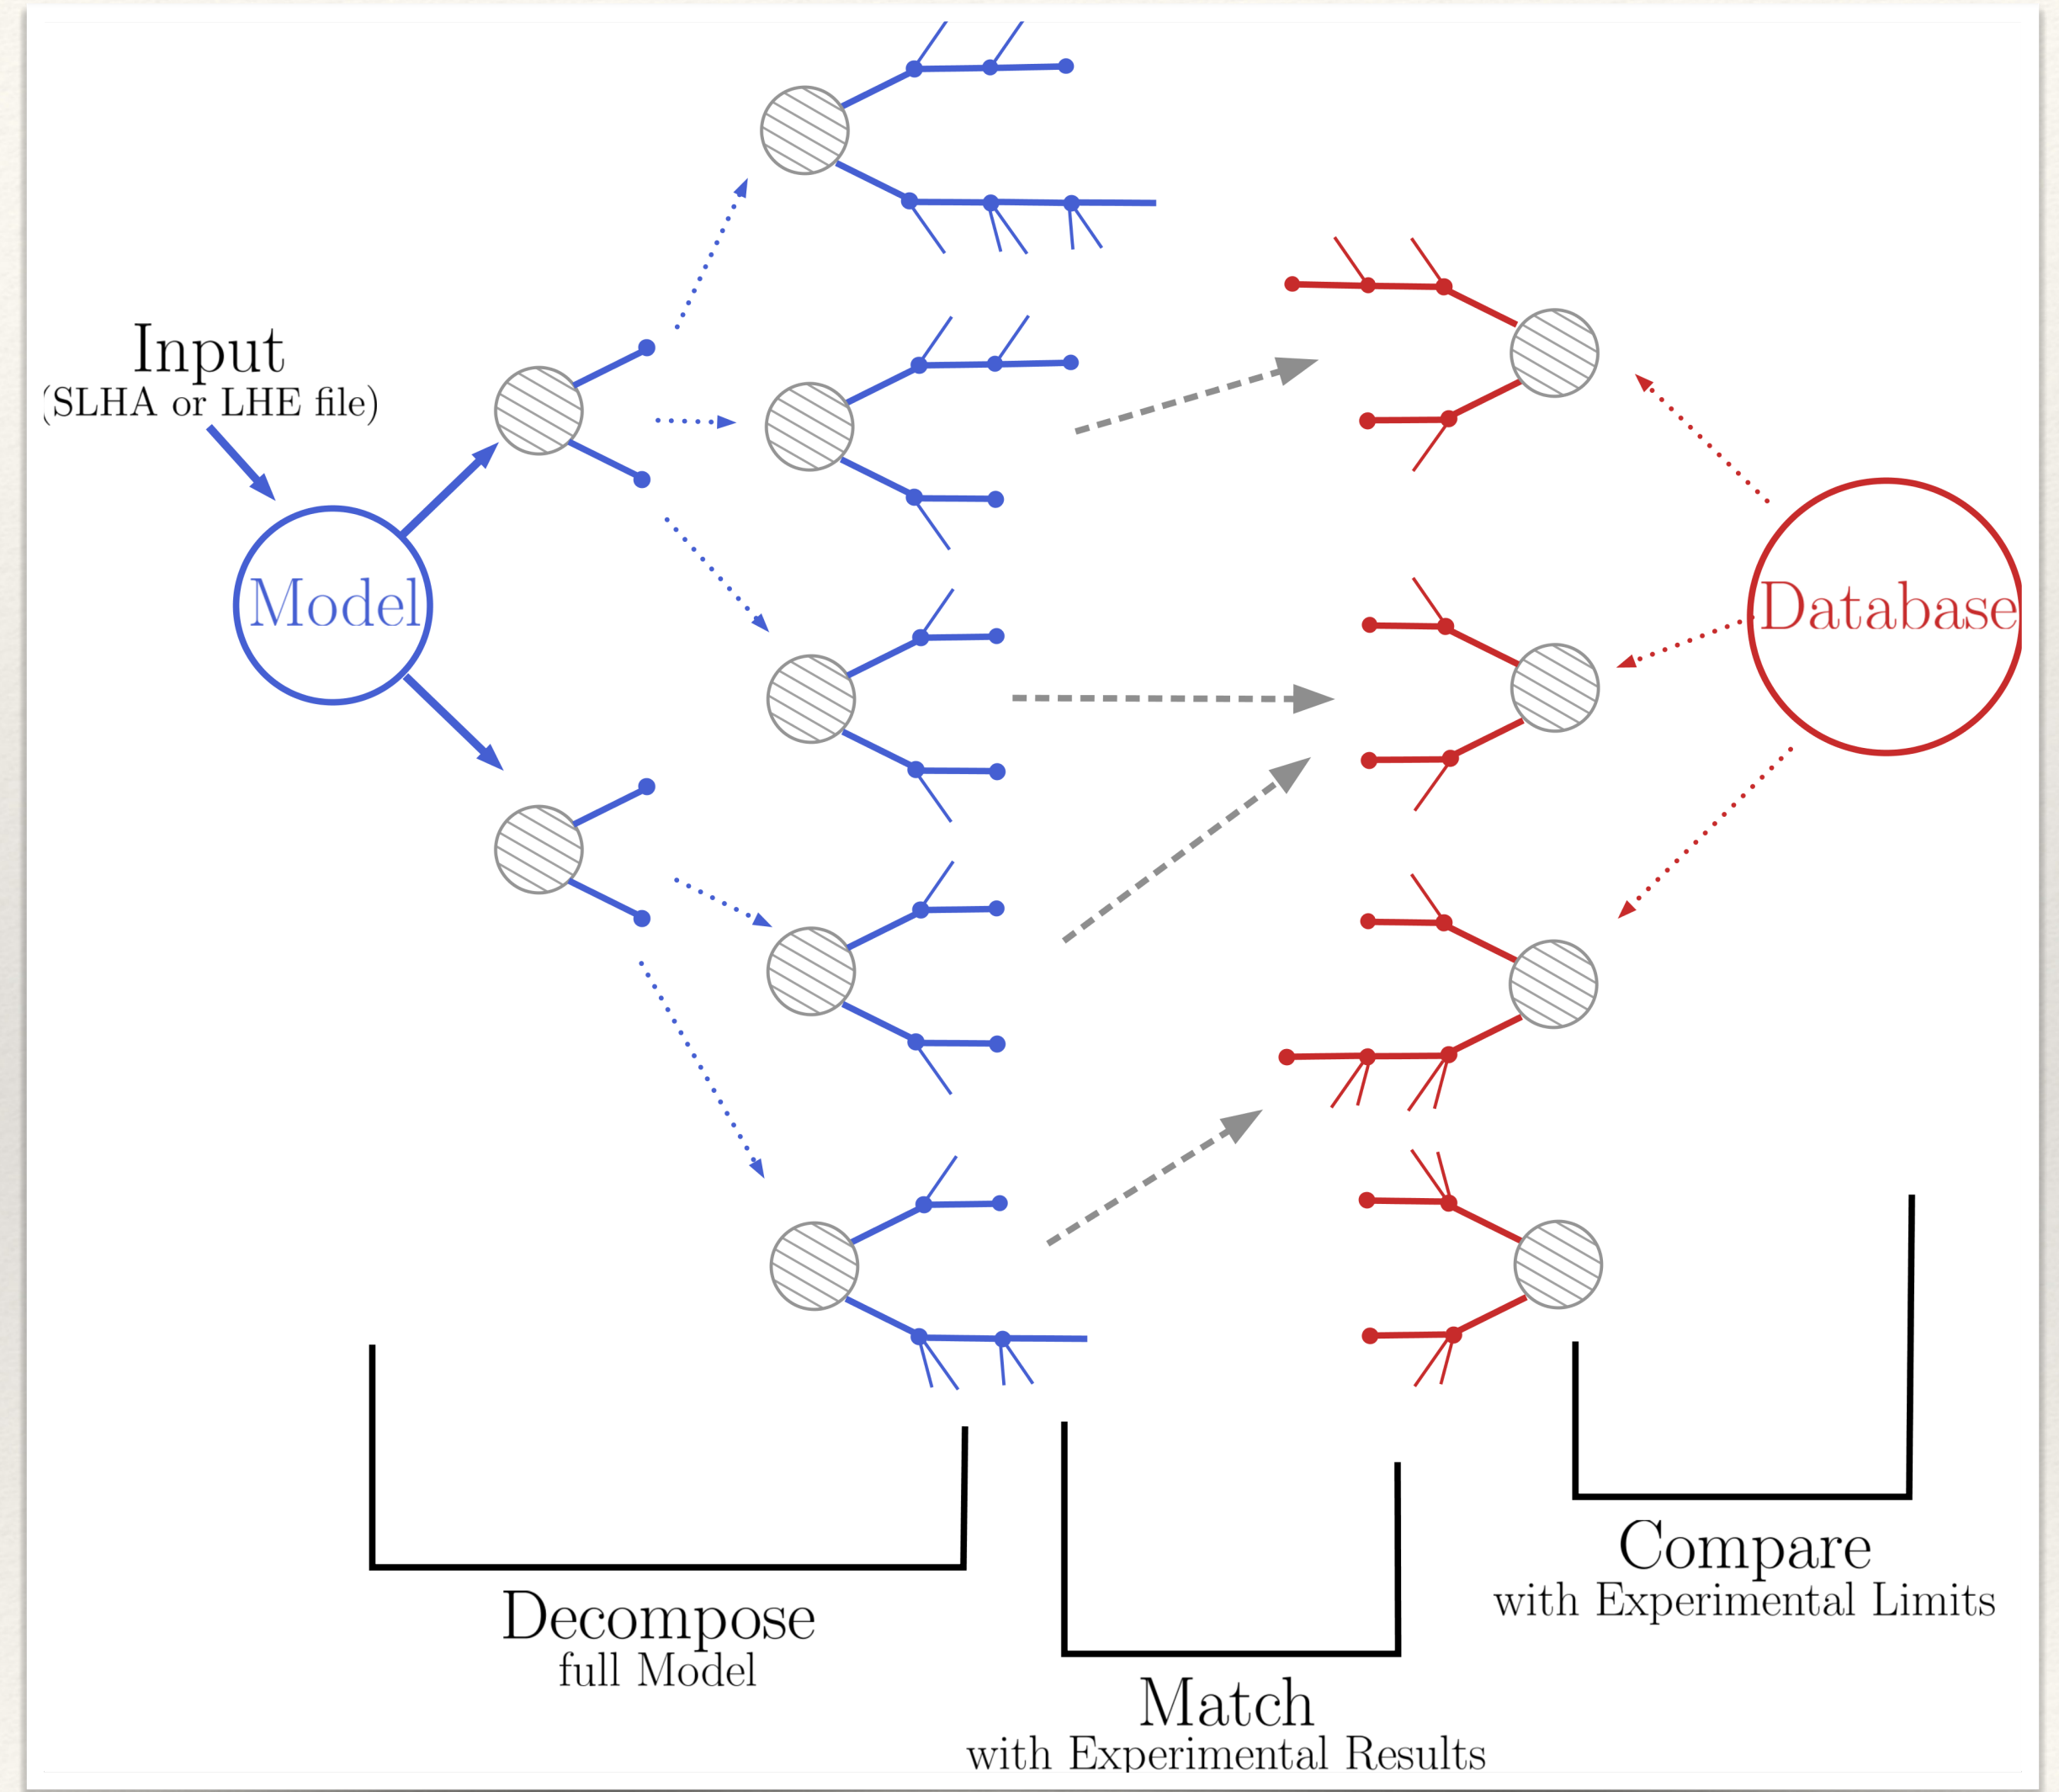 Input
(SLHA or LHE file)
Model
Database
Decompose
full Model
Match
with Experimental Results
Compare
with Experimental Limits